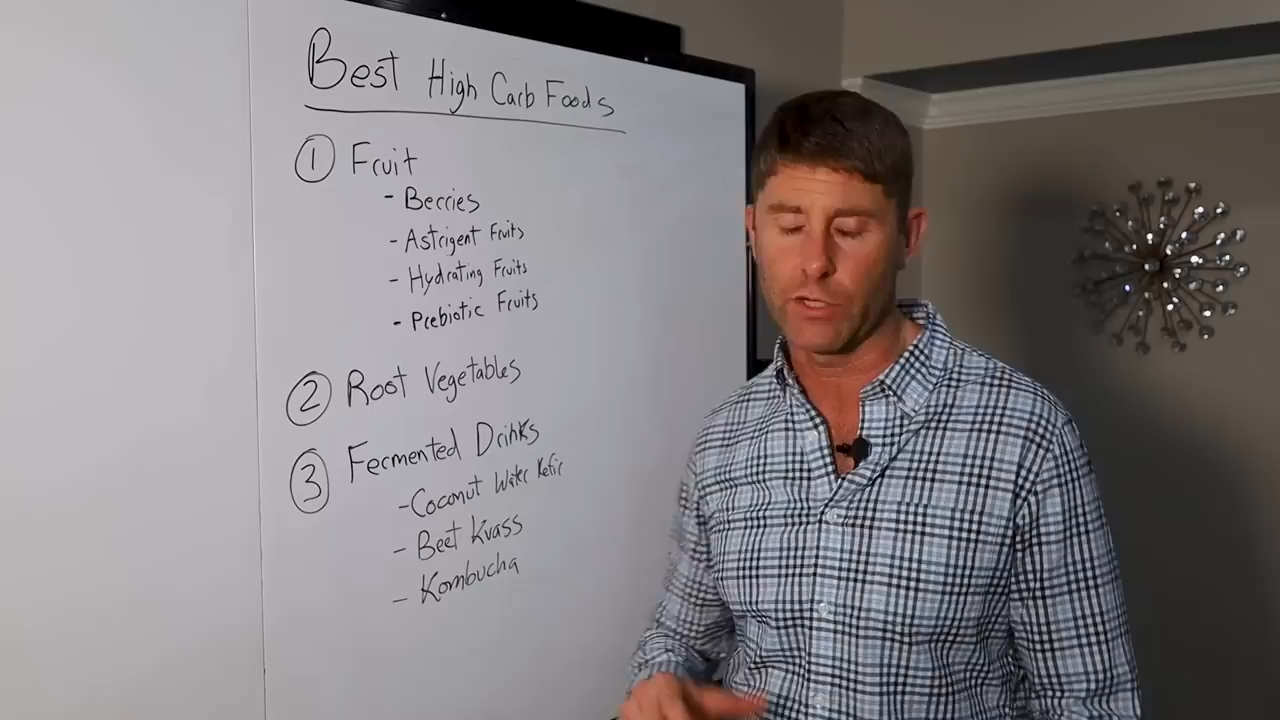 Best High Carb Foods
① Fruit
- Berries
- Astrigent Fruits
- Hydrating Fruits
- Prebiotic Fruits
② Root Vegetables
③ Fermented Drinks
- Coconut Water Kefir
- Beet Kvass
- Kombucha